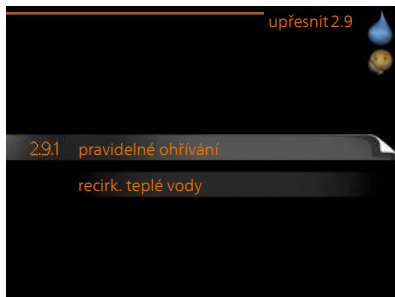 upřesnit 2.9
2.9.1 pravidelné ohřívání
recirk. teplé vody